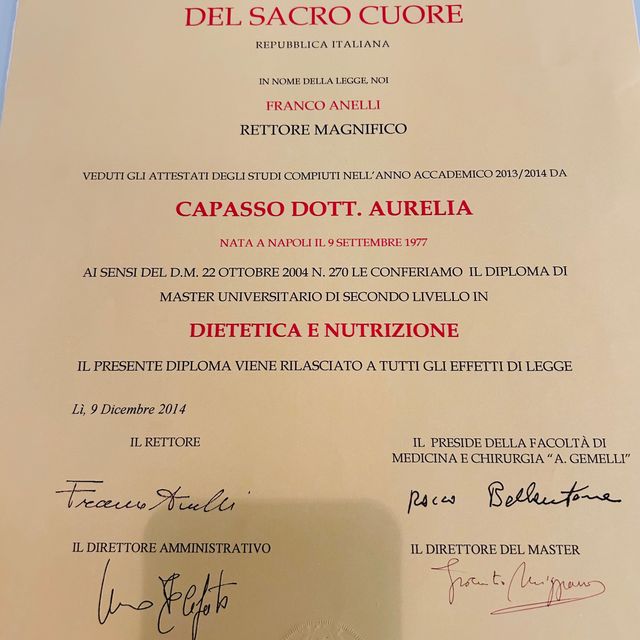 DEL SACRO CUORE
REPUBBLICA ITALIANA
IN NOME DELLA LEGGE, NOI
FRANCO ANELLI
RETTORE MAGNIFICO
VEDUTI GLI ATTESTATI DEGLI STUDI COMPIUTI NELL'ANNO ACCADEMICO 2013/2014 DA
CAPASSO DOTT. AURELIA
NATA A NAPOLI IL 9 SETTEMBRE 1977
AI SENSI DEL D.M. 22 OTTOBRE 2004 N. 270 LE CONFERIAMO IL DIPLOMA DI
MASTER UNIVERSITARIO DI SECONDO LIVELLO IN
DIETETICA E NUTRIZIONE
IL PRESENTE DIPLOMA VIENE RILASCIATO A TUTTI GLI EFFETTI DI LEGGE
Lì, 9 Dicembre 2014
IL RETTORE
IL PRESIDE DELLA FACOLTÀ DI
MEDICINA E CHIRURGIA "A. GEMELLI"
Franco Anelli
Rocco Bellantone
IL DIRETTORE AMMINISTRATIVO
IL DIRETTORE DEL MASTER